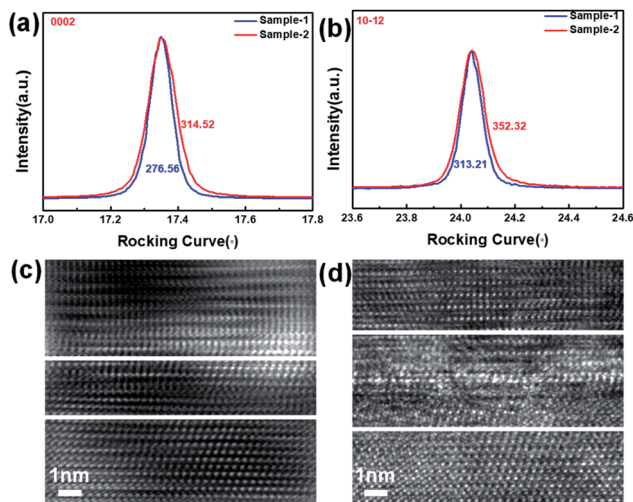 (a)
0002
Sample-1
Sample-2
314.52
276.56
Intensity(a.u.)
17.0 17.2 17.4 17.6 17.8
Rocking Curve(◦)
(b)
10-12
Sample-1
Sample-2
352.32
313.21
Intensity(a.u.)
23.6 23.8 24.0 24.2 24.4 24.6
Rocking Curve(◦)
(c)
1nm
(d)
1nm